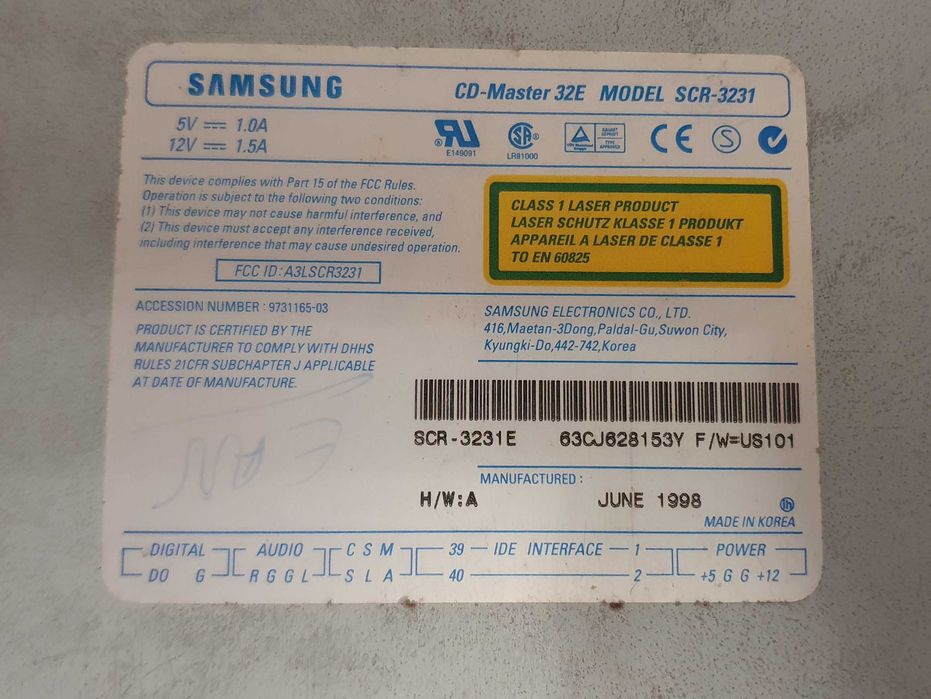 SAMSUNG
CD-Master 32E MODEL SCR-3231
5V 1.0A
12V 1.5A
E149091
LR81000
CE
S
This device complies with Part 15 of the FCC Rules.
Operation is subject to the following two conditions:
(1) This device may not cause harmful interference, and
(2) This device must accept any interference received,
including interference that may cause undesired operation.
FCC ID: A3LSCR3231
CLASS 1 LASER PRODUCT
LASER SCHUTZ KLASSE 1 PRODUKT
APPAREIL A LASER DE CLASSE 1
TO EN 60825
ACCESSION NUMBER : 9731165-03
PRODUCT IS CERTIFIED BY THE
MANUFACTURER TO COMPLY WITH DHHS
RULES 21CFR SUBCHAPTER J APPLICABLE
AT DATE OF MANUFACTURE.
SAMSUNG ELECTRONICS CO., LTD.
416,Maetan-3Dong,Paldal-Gu,Suwon City,
Kyungki-Do,442-742,Korea
SCR-3231E 63CJ628153Y F/W=US101
MANUFACTURED :
H/W:A JUNE 1998
MADE IN KOREA
DIGITAL AUDIO C S M 39 IDE INTERFACE 1 POWER
DO G R G G L S L A 40 2 +5 G G +12